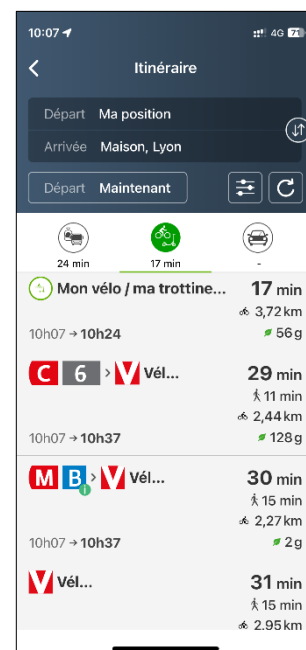 10:07 4G 71
Itinéraire
Départ Ma position
Arrivée Maison, Lyon
Départ Maintenant
24 min 17 min -
Mon vélo / ma trottine... 17 min
3,72 km
10h07 → 10h24 56 g
C 6 > V Vél... 29 min
11 min
2,44 km
10h07 → 10h37 128 g
M B > V Vél... 30 min
15 min
2,27 km
10h07 → 10h37 2 g
V Vél... 31 min
15 min
2.95 km